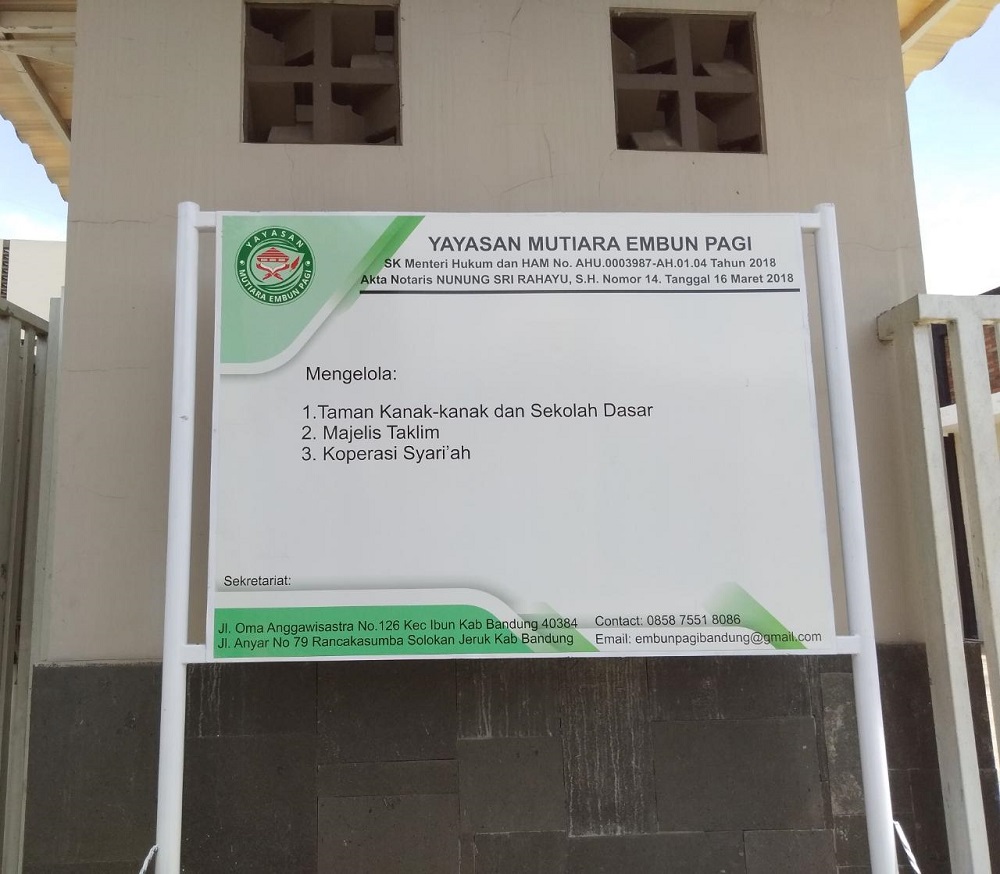 YAYASAN
MUTIARA EMBUN PAGI
YAYASAN MUTIARA EMBUN PAGI
SK Menteri Hukum dan HAM No. AHU.0003987-AH.01.04 Tahun 2018
Akta Notaris NUNUNG SRI RAHAYU, S.H. Nomor 14. Tanggal 16 Maret 2018
Mengelola:
1.Taman Kanak-kanak dan Sekolah Dasar
2. Majelis Taklim
3. Koperasi Syari'ah
Sekretariat:
Jl. Oma Anggawisastra No.126 Kec Ibun Kab Bandung 40384
Jl. Anyar No 79 Rancakasumba Solokan Jeruk Kab Bandung
Contact: 0858 7551 8086
Email: embunpagibandung@gmail.com